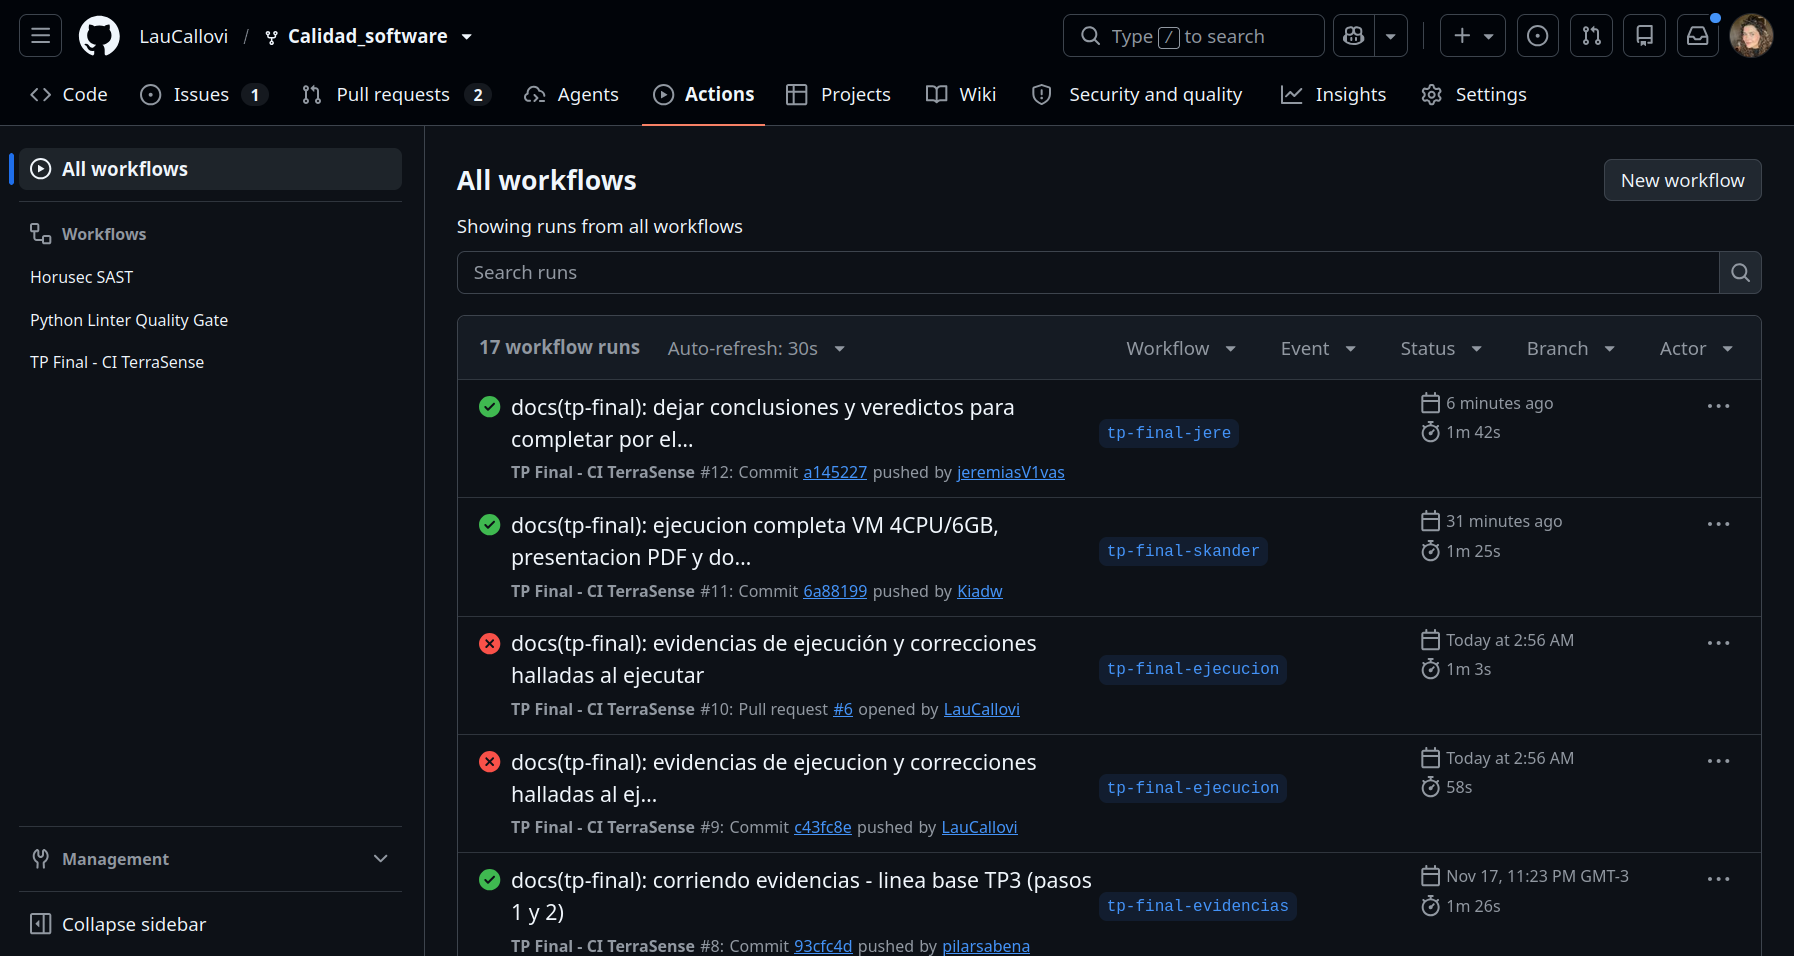 LauCallovi / Calidad_software
Type / to search
Code
Issues 1
Pull requests 2
Agents
Actions
Projects
Wiki
Security and quality
Insights
Settings
All workflows
Workflows
Horusec SAST
Python Linter Quality Gate
TP Final - CI TerraSense
Management
Collapse sidebar
All workflows
New workflow
Showing runs from all workflows
Search runs
17 workflow runs
Auto-refresh: 30s
Workflow
Event
Status
Branch
Actor
docs(tp-final): dejar conclusiones y veredictos para
completar por el...
TP Final - CI TerraSense #12: Commit a145227 pushed by jeremiasV1vas
tp-final-jere
6 minutes ago
1m 42s
docs(tp-final): ejecucion completa VM 4CPU/6GB,
presentacion PDF y do...
TP Final - CI TerraSense #11: Commit 6a88199 pushed by Kiadw
tp-final-skander
31 minutes ago
1m 25s
docs(tp-final): evidencias de ejecución y correcciones
halladas al ejecutar
TP Final - CI TerraSense #10: Pull request #6 opened by LauCallovi
tp-final-ejecucion
Today at 2:56 AM
1m 3s
docs(tp-final): evidencias de ejecucion y correcciones
halladas al ej...
TP Final - CI TerraSense #9: Commit c43fc8e pushed by LauCallovi
tp-final-ejecucion
Today at 2:56 AM
58s
docs(tp-final): corriendo evidencias - linea base TP3 (pasos
1 y 2)
TP Final - CI TerraSense #8: Commit 93cfc4d pushed by pilarsabena
tp-final-evidencias
Nov 17, 11:23 PM GMT-3
1m 26s